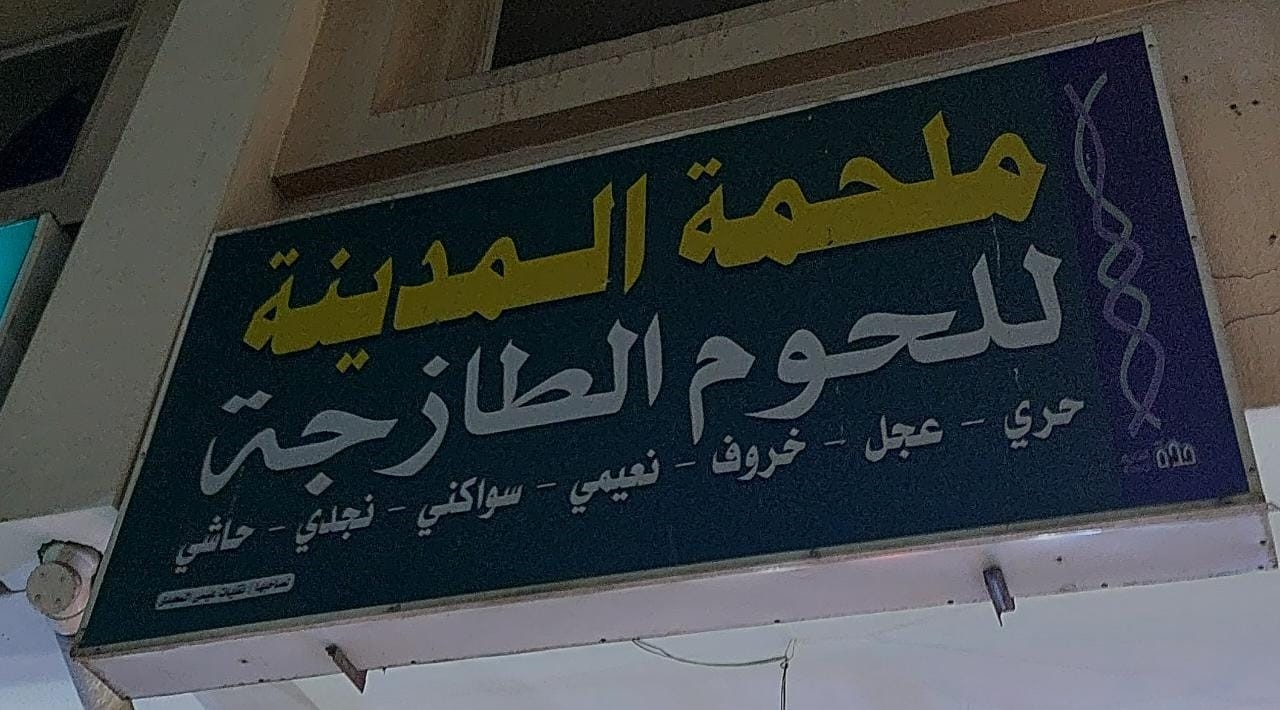 ملحمة المدينة
للحوم الطازجة
حري - عجل - خروف - نعيمي - سواكني - نجدي - حاشي